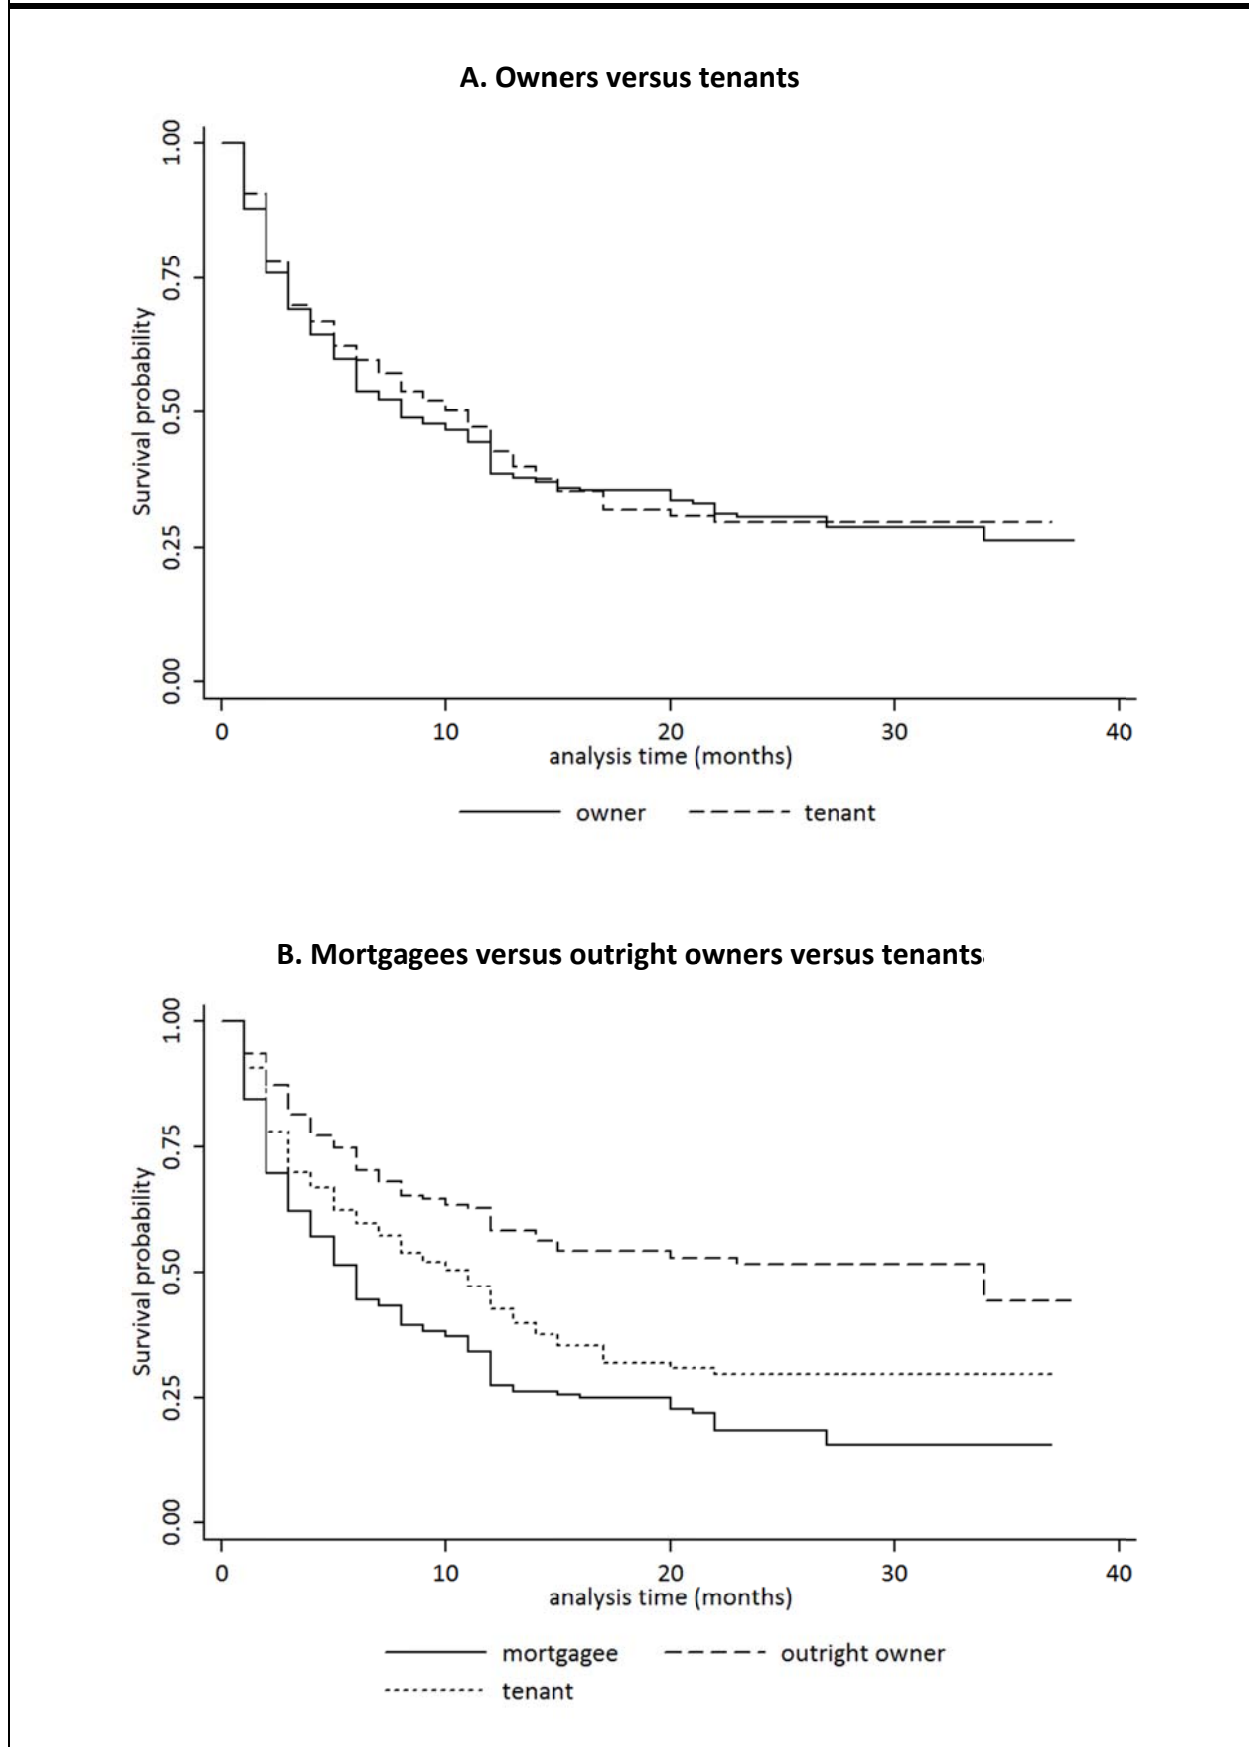 A. Owners versus tenants
1.00
0.75
0.50
0.25
0.00
Survival probability
0
10
20
30
40
analysis time (months)
owner
tenant
B. Mortgagees versus outright owners versus tenants
1.00
0.75
0.50
0.25
0.00
Survival probability
0
10
20
30
40
analysis time (months)
mortgagee
outright owner
tenant